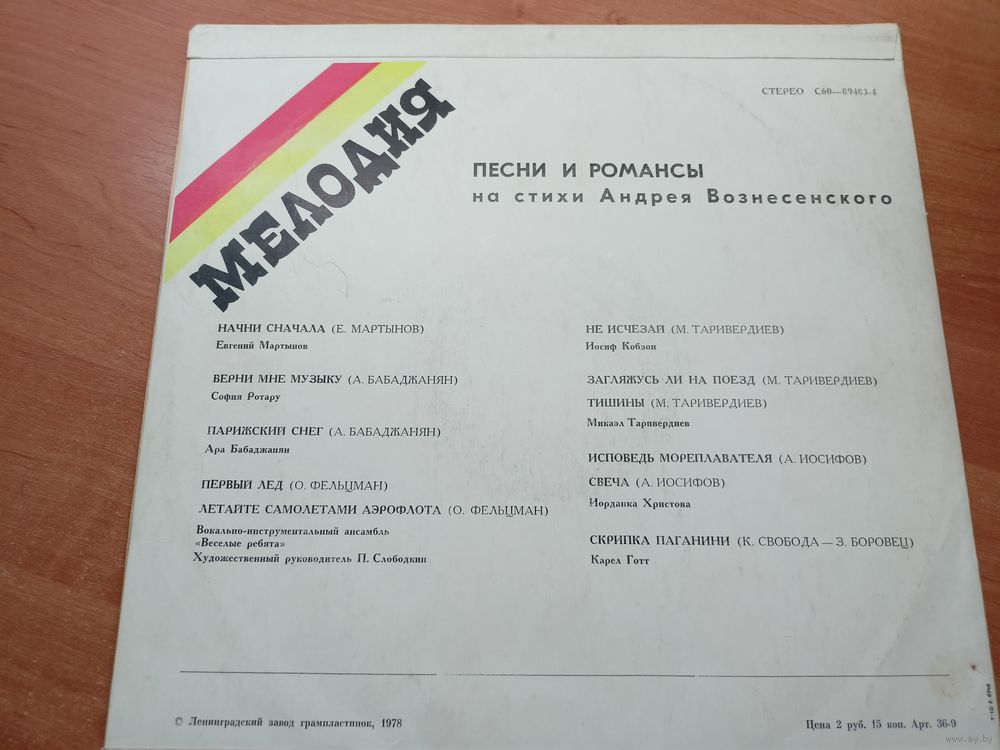 МЕЛОДИЯ
СТЕРЕО С60—09403-4
ПЕСНИ И РОМАНСЫ
на стихи Андрея Вознесенского
НАЧНИ СНАЧАЛА (Е. МАРТЫНОВ)
Евгений Мартынов
ВЕРНИ МНЕ МУЗЫКУ (А. БАБАДЖАНЯН)
София Ротару
ПАРИЖСКИЙ СНЕГ (А. БАБАДЖАНЯН)
Ара Бабаджанян
ПЕРВЫЙ ЛЕД (О. ФЕЛЬЦМАН)
ЛЕТАЙТЕ САМОЛЕТАМИ АЭРОФЛОТА (О. ФЕЛЬЦМАН)
Вокально-инструментальный ансамбль
«Веселые ребята»
Художественный руководитель П. Слободкин
НЕ ИСЧЕЗАЙ (М. ТАРИВЕРДИЕВ)
Иосиф Кобзон
ЗАГЛЯЖУСЬ ЛИ НА ПОЕЗД (М. ТАРИВЕРДИЕВ)
ТИШИНЫ (М. ТАРИВЕРДИЕВ)
Микаэл Таривердиев
ИСПОВЕДЬ МОРЕПЛАВАТЕЛЯ (А. ИОСИФОВ)
СВЕЧА (А. ИОСИФОВ)
Йорданка Христова
СКРИПКА ПАГАНИНИ (К. СВОБОДА — З. БОРОВЕЦ)
Карел Готт
© Ленинградский завод грампластинок, 1978
Цена 2 руб. 15 коп. Арт. 36-9
www.ay.by